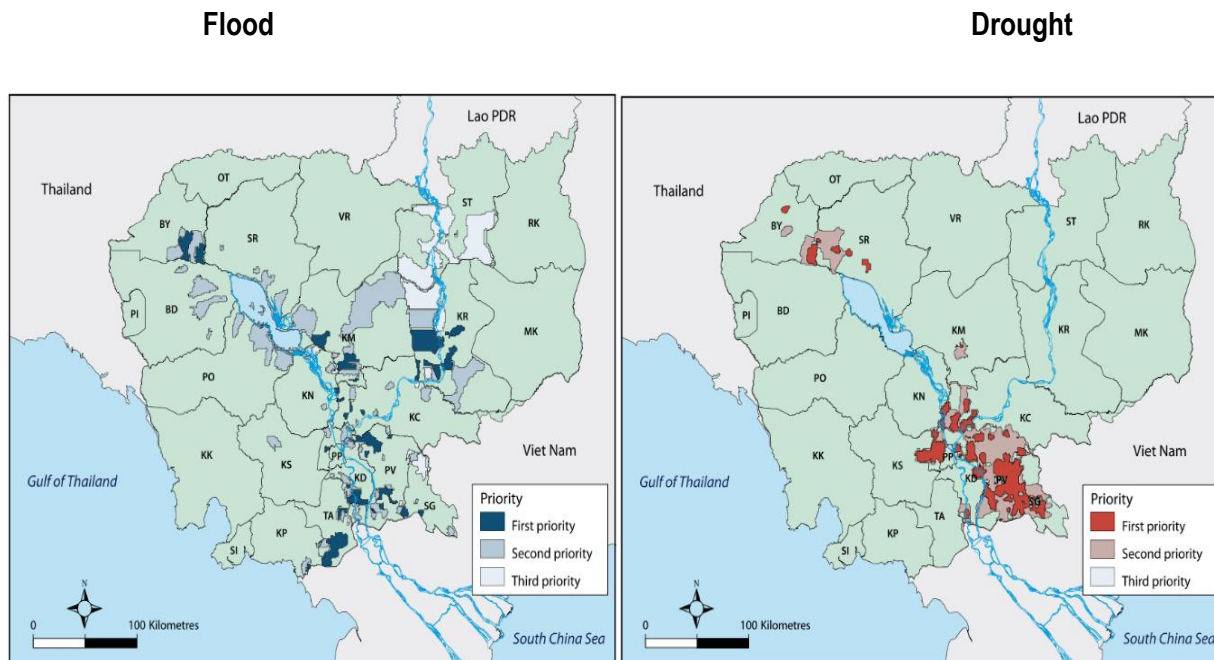 Flood
Drought
Lao PDR
Thailand
OT
ST
RK
BY
SR
VR
PI
BD
KR
MK
KM
PO
KN
KC
KK
KS
PP
PV
KD
TA
SG
KP
SI
Viet Nam
Gulf of Thailand
South China Sea
Priority
First priority
Second priority
Third priority
N
0
100 Kilometres
Lao PDR
Thailand
OT
ST
RK
BY
SR
VR
PI
BD
KR
MK
KM
PO
KN
KC
KK
KS
PP
PV
KD
TA
SG
KP
SI
Viet Nam
Gulf of Thailand
South China Sea
Priority
First priority
Second priority
Third priority
N
0
100 Kilometres